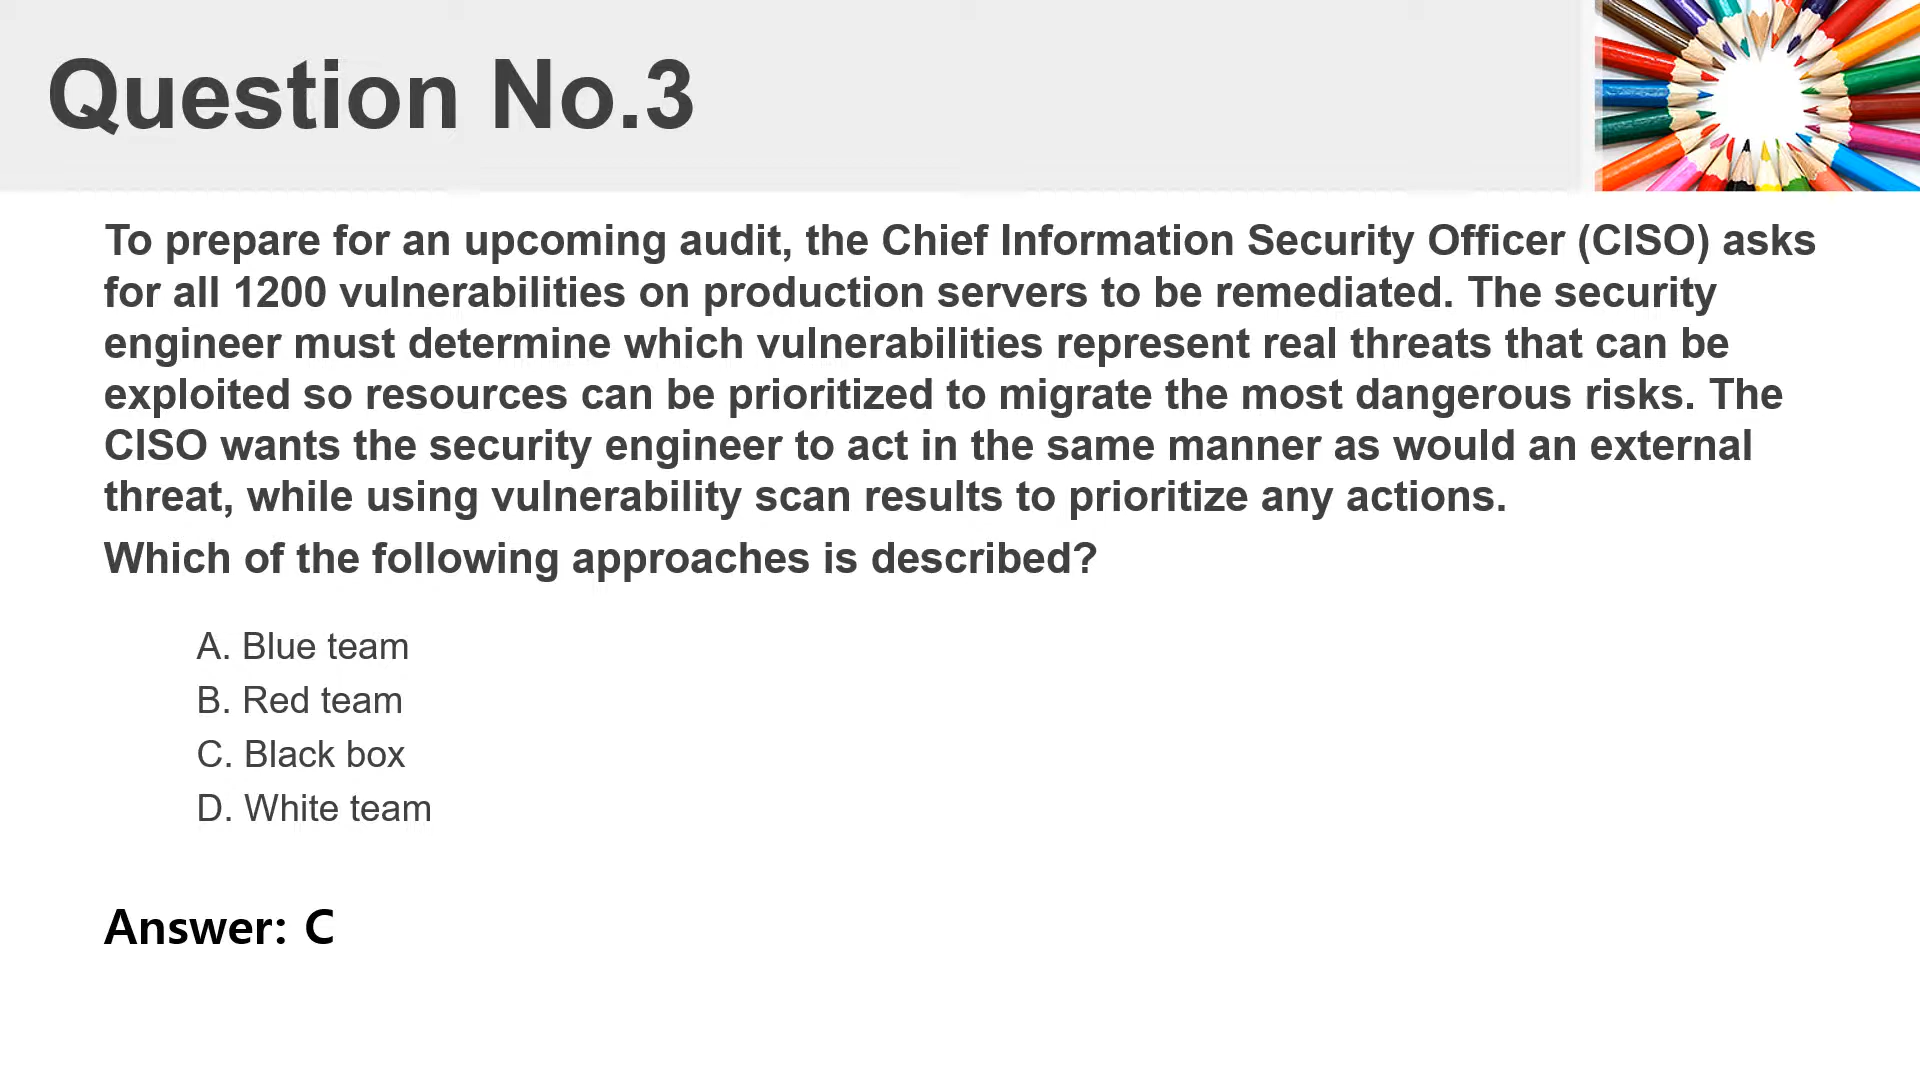 Question No.3
To prepare for an upcoming audit, the Chief Information Security Officer (CISO) asks
for all 1200 vulnerabilities on production servers to be remediated. The security
engineer must determine which vulnerabilities represent real threats that can be
exploited so resources can be prioritized to migrate the most dangerous risks. The
CISO wants the security engineer to act in the same manner as would an external
threat, while using vulnerability scan results to prioritize any actions.
Which of the following approaches is described?
A. Blue team
B. Red team
C. Black box
D. White team
Answer: C